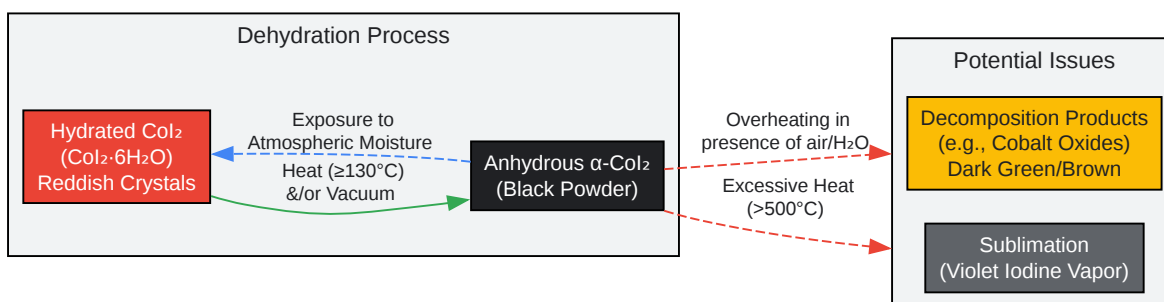 Dehydration Process
Hydrated CoI₂
(CoI₂·6H₂O)
Reddish Crystals
Exposure to
Atmospheric Moisture
Heat (≥130°C)
&/or Vacuum
Anhydrous α-CoI₂
(Black Powder)
Overheating in
presence of air/H₂O
Excessive Heat
(>500°C)
Potential Issues
Decomposition Products
(e.g., Cobalt Oxides)
Dark Green/Brown
Sublimation
(Violet Iodine Vapor)